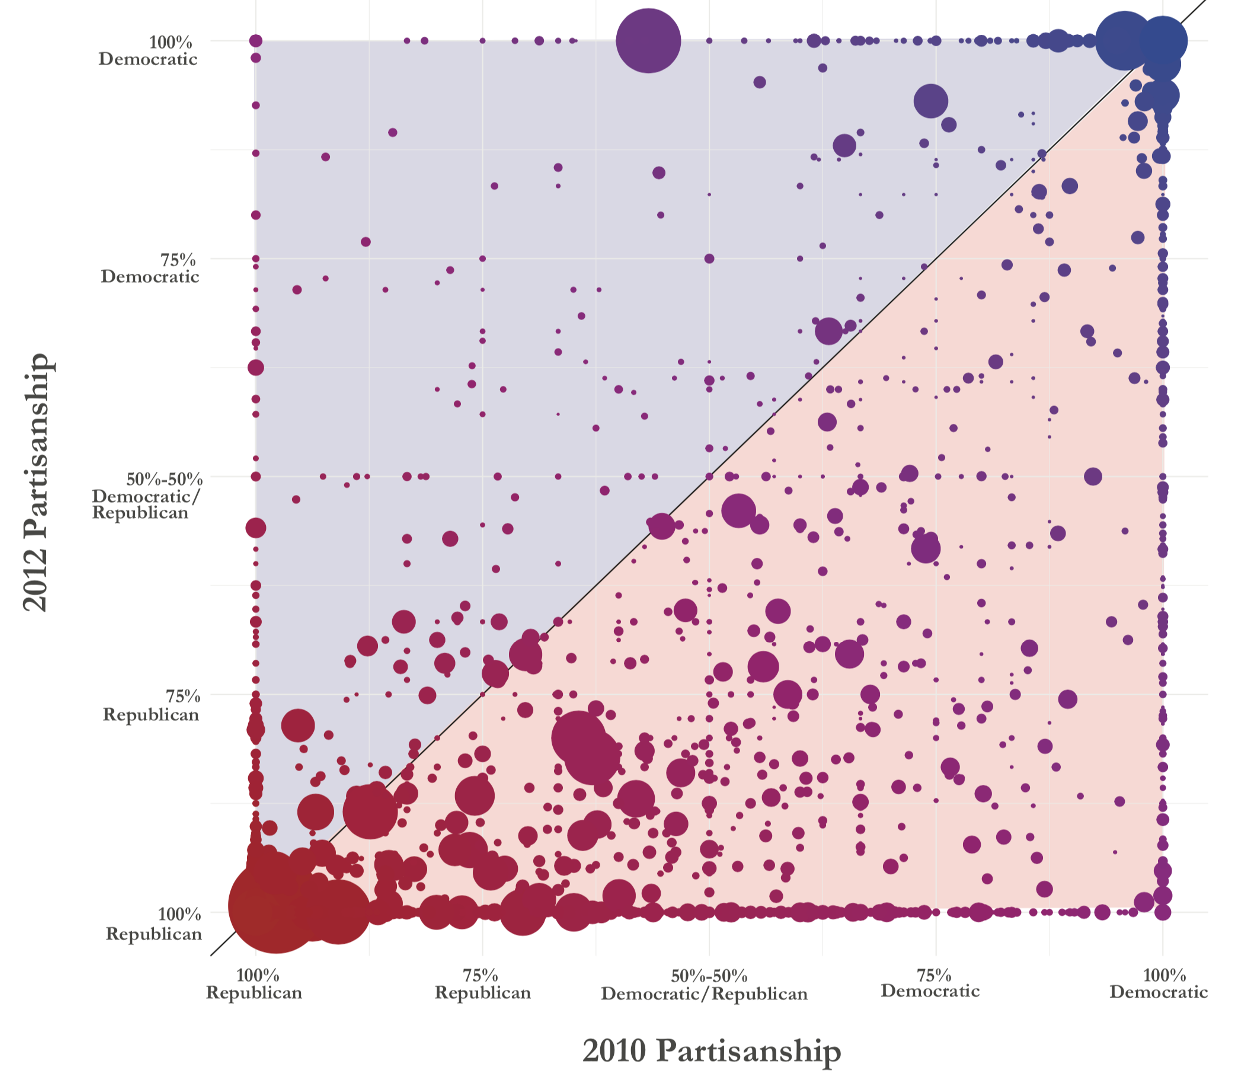 100%
Democratic
75%
Democratic
50%-50%
Democratic/
Republican
75%
Republican
100%
Republican
2012 Partisanship
100%
Republican
75%
Republican
50%-50%
Democratic/Republican
75%
Democratic
100%
Democratic
2010 Partisanship